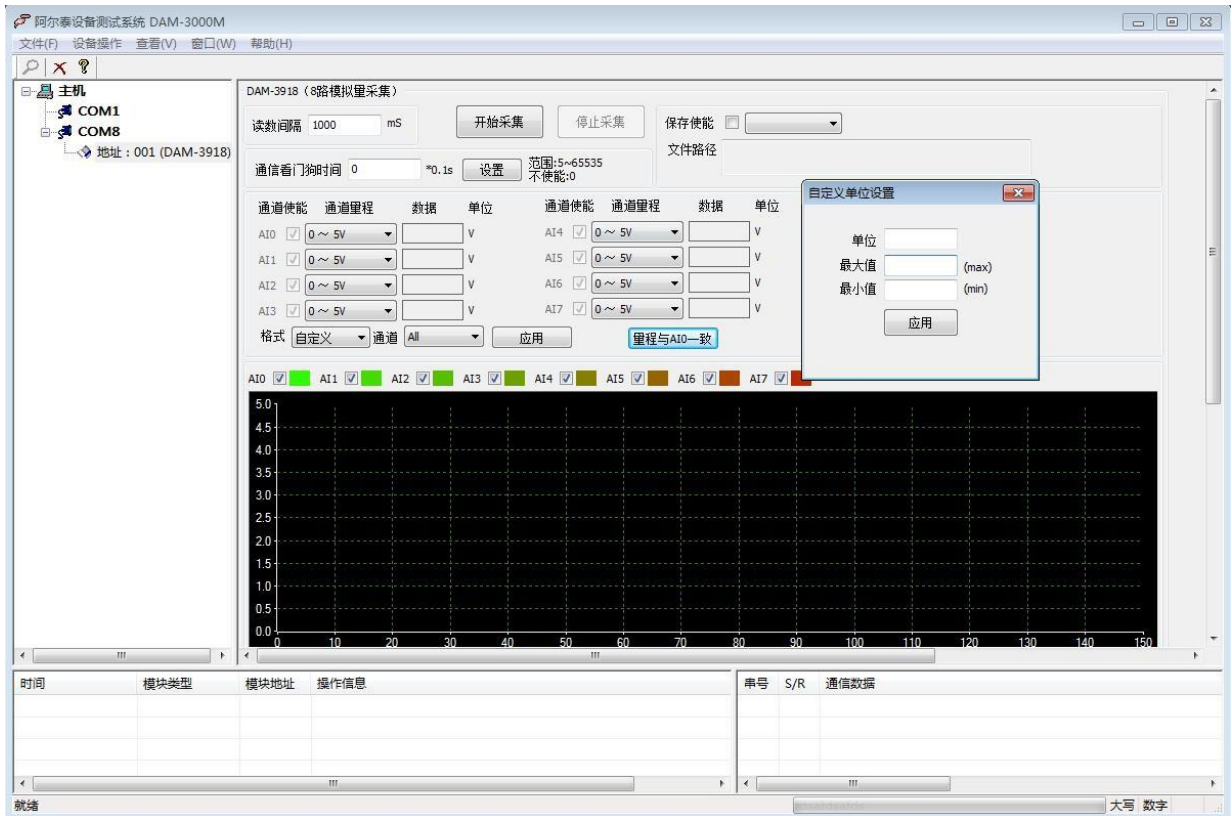 阿尔泰设备测试系统 DAM-3000M
文件(F) 设备操作 查看(V) 窗口(W) 帮助(H)
主机
COM1
COM8
地址：001 (DAM-3918)
DAM-3918（8路模拟量采集）
读数间隔 1000 mS 开始采集 停止采集 保存使能
文件路径
通信看门狗时间 0 *0.1s 设置 范围:5~65535
不使能:0
通道使能 通道量程 数据 单位 通道使能 通道量程 数据 单位
AI0 0～ 5V V AI4 0～ 5V V
AI1 0～ 5V V AI5 0～ 5V V
AI2 0～ 5V V AI6 0～ 5V V
AI3 0～ 5V V AI7 0～ 5V V
格式 自定义 通道 All 应用 里程与AI0一致
自定义单位设置
单位
最大值 (max)
最小值 (min)
应用
AI0 AI1 AI2 AI3 AI4 AI5 AI6 AI7
5.0
4.5
4.0
3.5
3.0
2.5
2.0
1.5
1.0
0.5
0.0
0 10 20 30 40 50 60 70 80 90 100 110 120 130 140 150
时间 模块类型 模块地址 操作信息 串号 S/R 通信数据
就绪 大写 数字